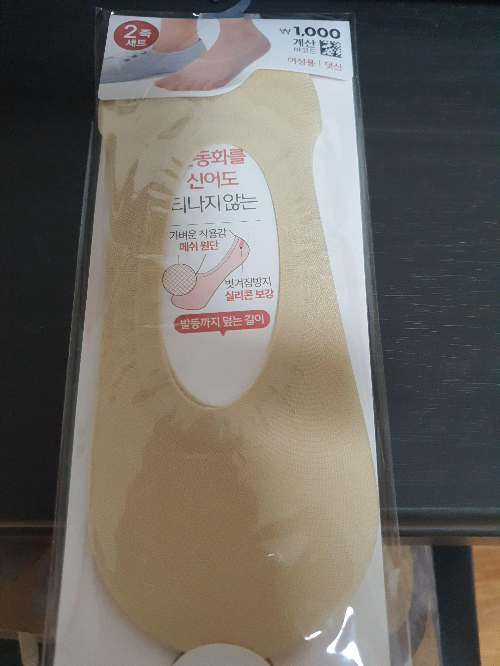 2족
세트
₩1,000
계산
바코드
여성용 | 덧신
운동화를
신어도
티나지 않는
가벼운 착용감
메쉬 원단
벗겨짐방지
실리콘 보강
발등까지 덮는 길이